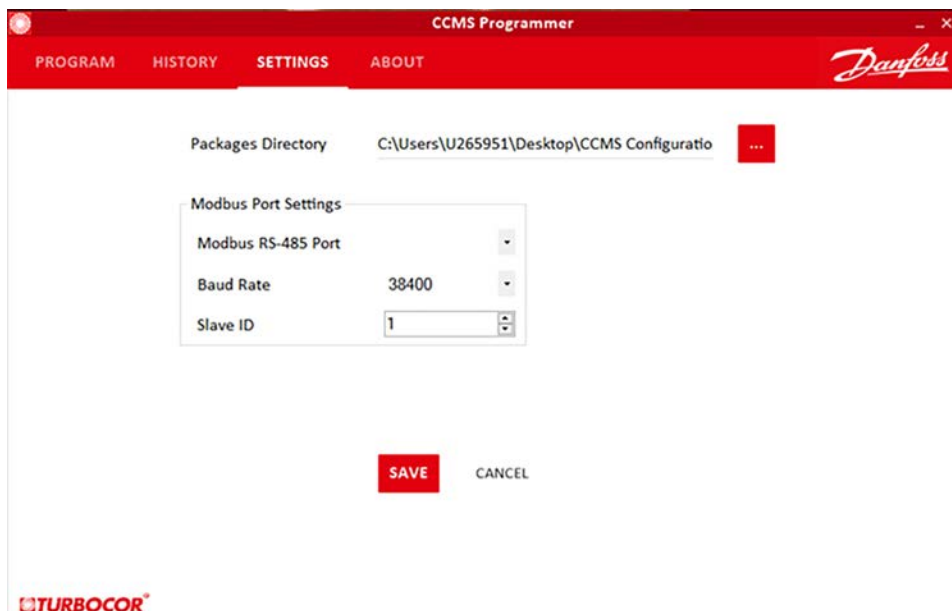 CCMS Programmer
PROGRAM HISTORY SETTINGS ABOUT
Danfoss
Packages Directory C:\Users\U265951\Desktop\CCMS Configuratio ...
Modbus Port Settings
Modbus RS-485 Port
Baud Rate 38400
Slave ID 1
SAVE CANCEL
TURBOCOR®